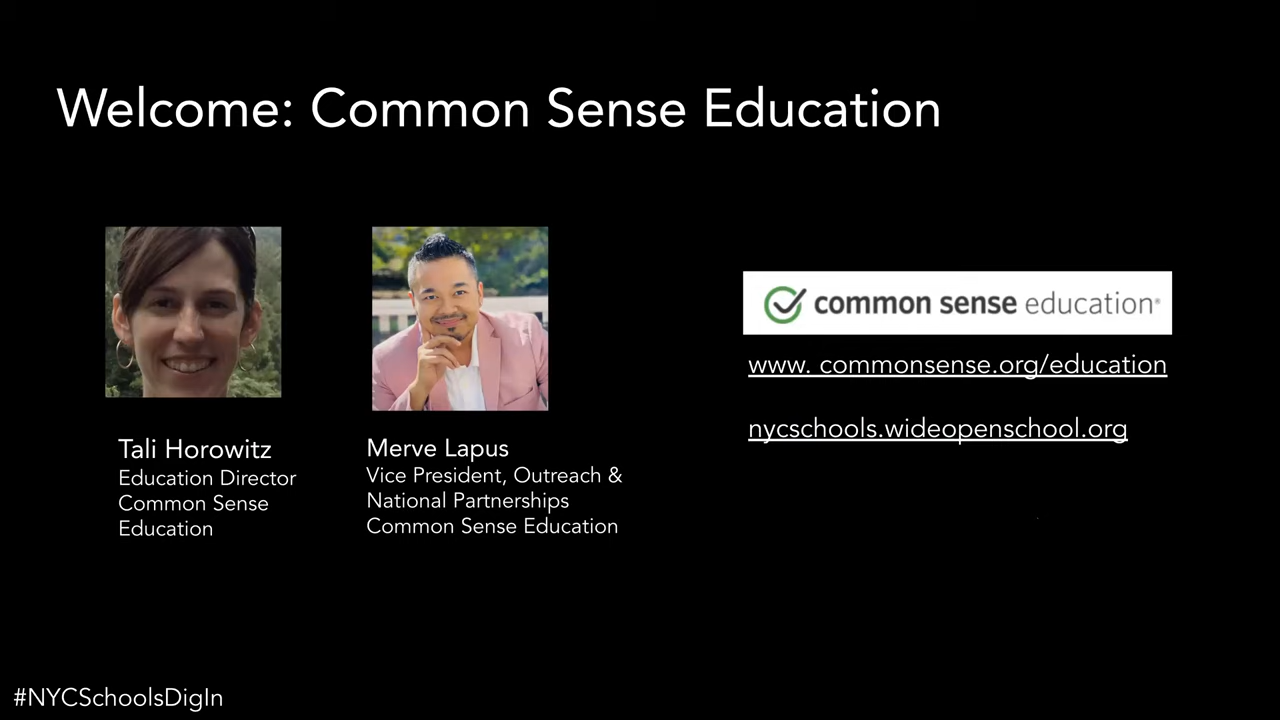 Welcome: Common Sense Education
Tali Horowitz
Education Director
Common Sense
Education
Merve Lapus
Vice President, Outreach &
National Partnerships
Common Sense Education
common sense education®
www. commonsense.org/education
nycschools.wideopenschool.org
#NYCSchoolsDigIn